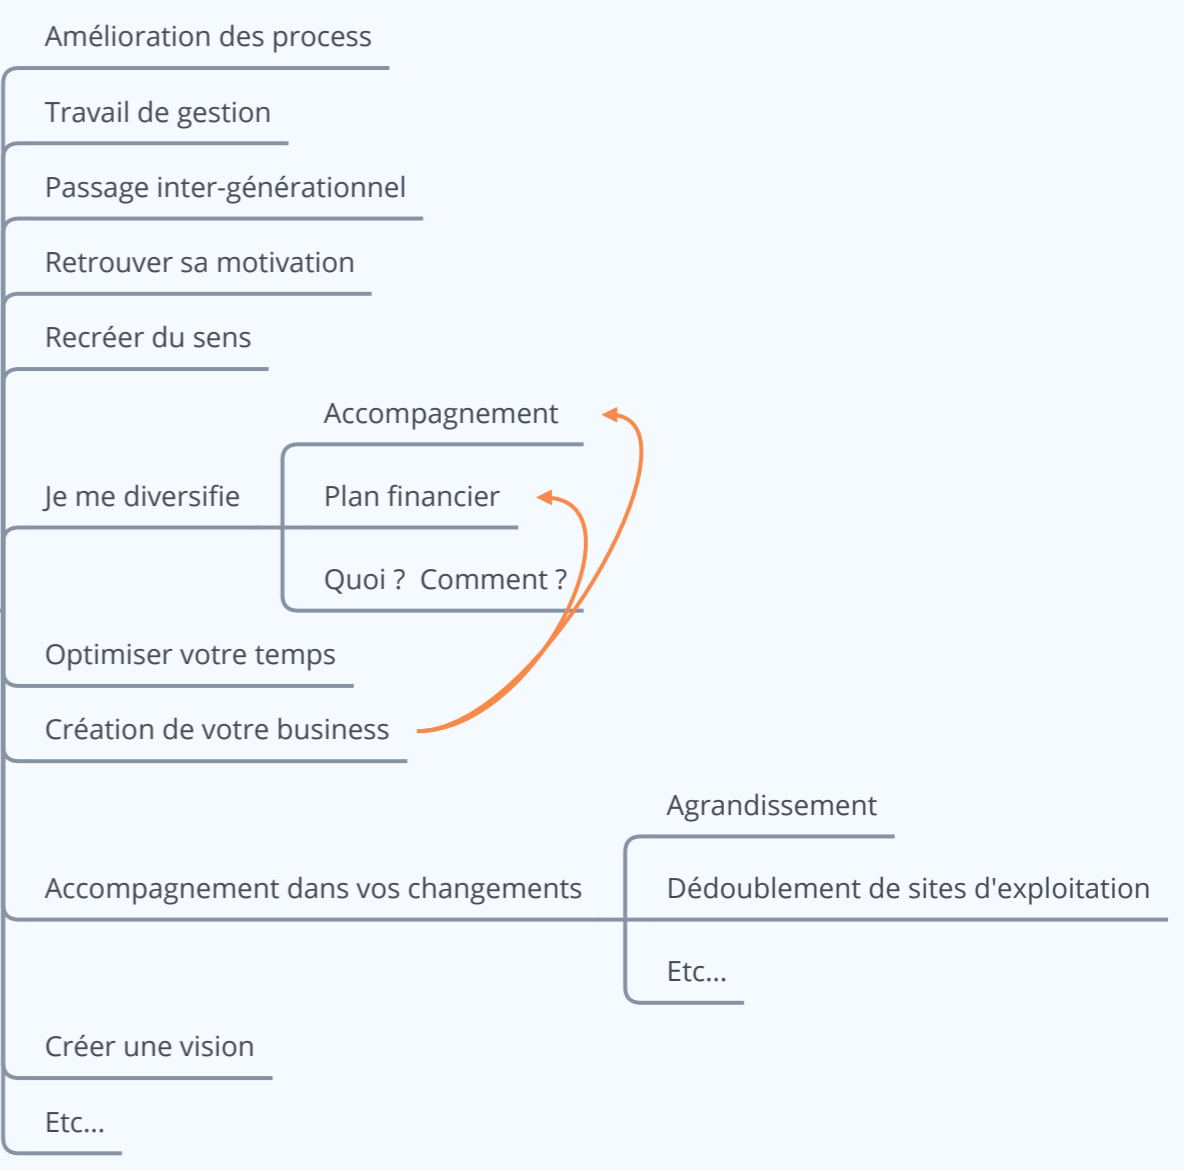 Amélioration des process
Travail de gestion
Passage inter-générationnel
Retrouver sa motivation
Recréer du sens
Je me diversifie
Accompagnement
Plan financier
Quoi ?  Comment ?
Optimiser votre temps
Création de votre business
Accompagnement dans vos changements
Agrandissement
Dédoublement de sites d'exploitation
Etc...
Créer une vision
Etc...